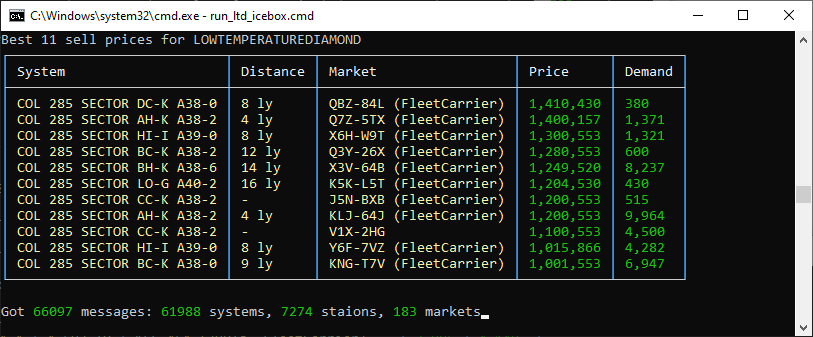 C:\Windows\system32\cmd.exe - run_ltd_icebox.cmd
Best 11 sell prices for LOWTEMPERATUREDIAMOND
System Distance Market Price Demand
COL 285 SECTOR DC-K A38-0 8 ly QBZ-84L (FleetCarrier) 1,410,430 380
COL 285 SECTOR AH-K A38-2 4 ly Q7Z-5TX (FleetCarrier) 1,400,157 1,371
COL 285 SECTOR HI-I A39-0 8 ly X6H-W9T (FleetCarrier) 1,300,553 1,321
COL 285 SECTOR BC-K A38-2 12 ly Q3Y-26X (FleetCarrier) 1,280,553 600
COL 285 SECTOR BH-K A38-6 14 ly X3V-64B (FleetCarrier) 1,249,520 8,237
COL 285 SECTOR LO-G A40-2 16 ly K5K-L5T (FleetCarrier) 1,204,530 430
COL 285 SECTOR CC-K A38-2 - J5N-BXB (FleetCarrier) 1,200,553 515
COL 285 SECTOR AH-K A38-2 4 ly KLJ-64J (FleetCarrier) 1,200,553 9,964
COL 285 SECTOR CC-K A38-2 - V1X-2HG 1,100,553 4,500
COL 285 SECTOR HI-I A39-0 8 ly Y6F-7VZ (FleetCarrier) 1,015,866 4,282
COL 285 SECTOR BC-K A38-0 9 ly KNG-T7V (FleetCarrier) 1,001,553 6,947
Got 66097 messages: 61988 systems, 7274 staions, 183 markets